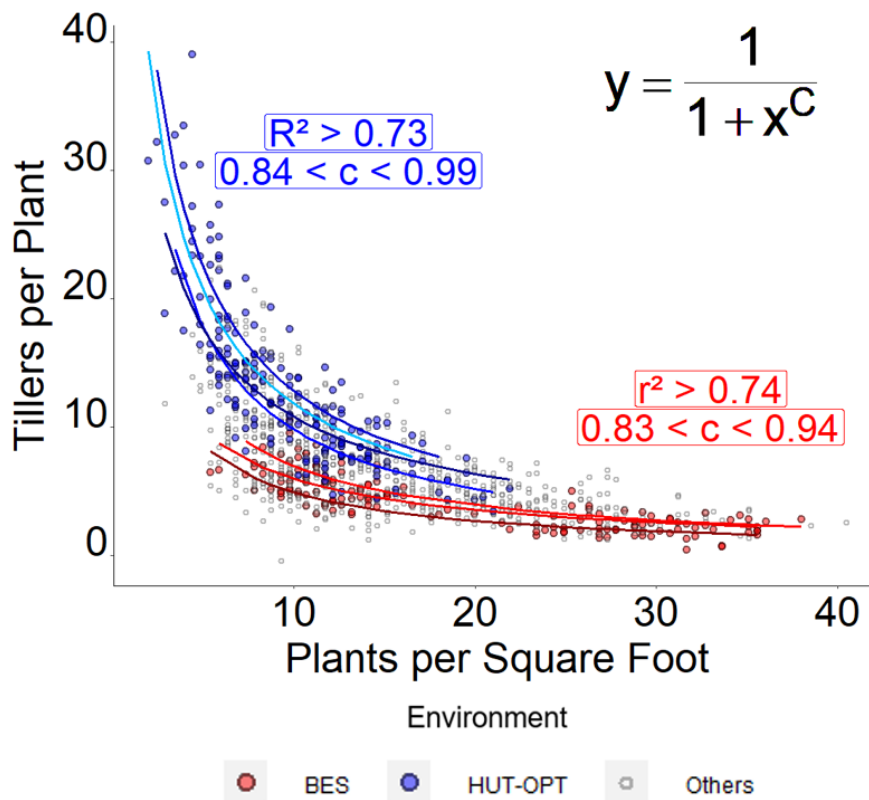 40
30
20
10
0
Tillers per Plant
R² > 0.73
0.84 < c < 0.99
y = 1 / 1 + x^C
r² > 0.74
0.83 < c < 0.94
10 20 30 40
Plants per Square Foot
Environment
BES HUT-OPT Others